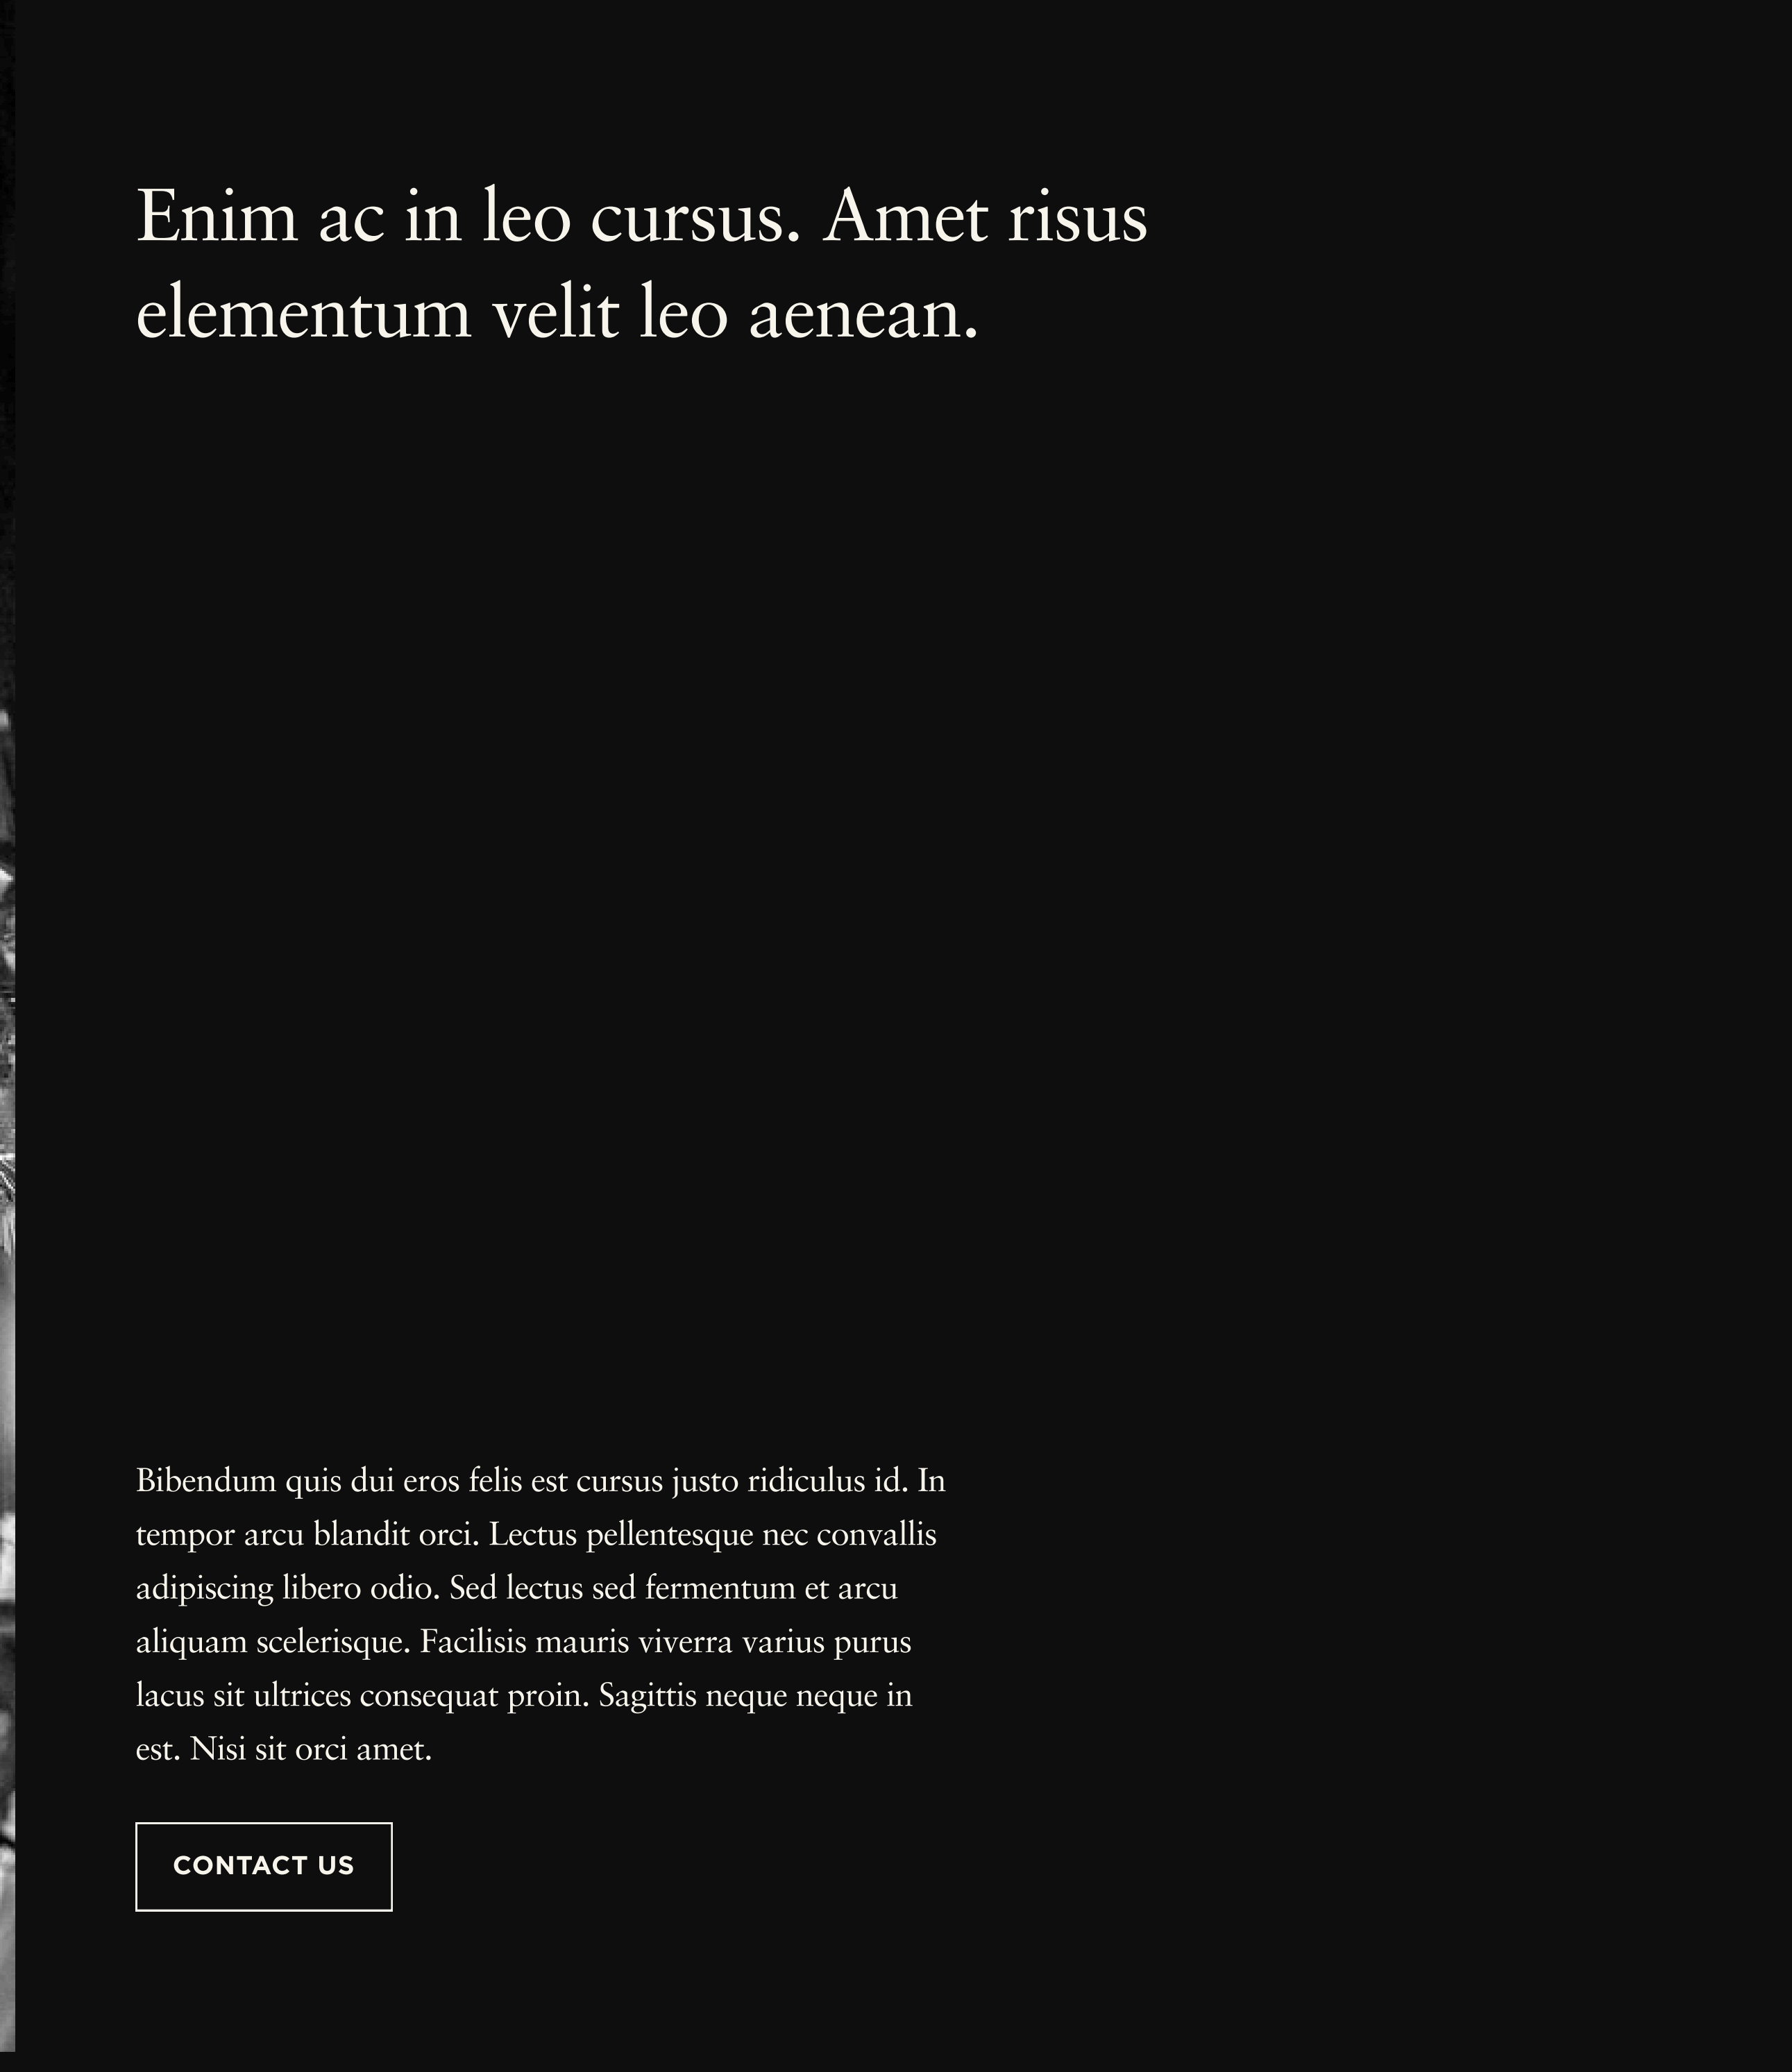 Enim ac in leo cursus. Amet risus
elementum velit leo aenean.
Bibendum quis dui eros felis est cursus justo ridiculus id. In
tempor arcu blandit orci. Lectus pellentesque nec convallis
adipiscing libero odio. Sed lectus sed fermentum et arcu
aliquam scelerisque. Facilisis mauris viverra varius purus
lacus sit ultrices consequat proin. Sagittis neque neque in
est. Nisi sit orci amet.
CONTACT US